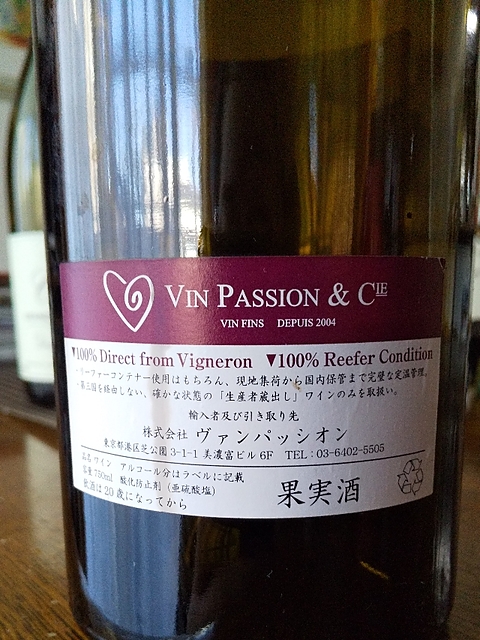 VIN PASSION & CIE
VIN FINS DEPUIS 2004
▼100% Direct from Vigneron ▼100% Reefer Condition
・リーファーコンテナー使用はもちろん、現地集荷から国内保管まで完璧な定温管理。
・第三国を経由しない、確かな状態の「生産者蔵出し」ワインのみを取扱い。
輸入者及び引き取り先
株式会社 ヴァンパッシオン
東京都港区芝公園 3-1-1 美濃富ビル 6F TEL:03-6402-5505
品名 ワイン アルコール分はラベルに記載
容量 750ml 酸化防止剤(亜硫酸塩)
飲酒は20歳になってから
果実酒